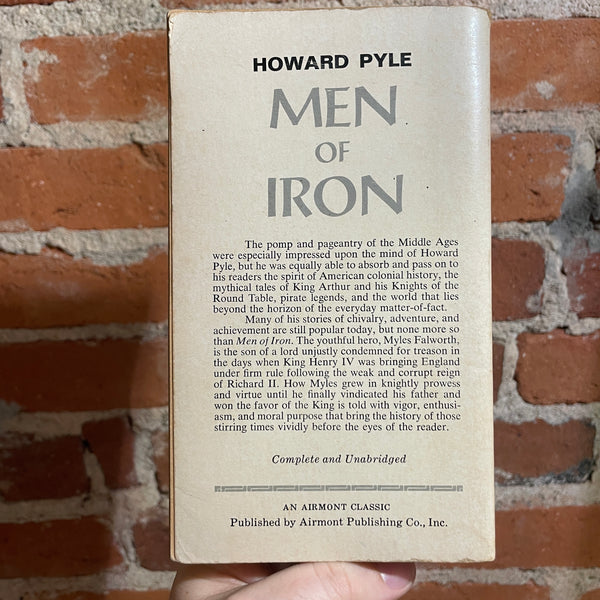 HOWARD PYLE
MEN
OF
IRON
The pomp and pageantry of the Middle Ages
were especially impressed upon the mind of Howard
Pyle, but he was equally able to absorb and pass on to
his readers the spirit of American colonial history, the
mythical tales of King Arthur and his Knights of the
Round Table, pirate legends, and the world that lies
beyond the horizon of the everyday matter-of-fact.
Many of his stories of chivalry, adventure, and
achievement are still popular today, but none more so
than Men of Iron. The youthful hero, Myles Falworth,
is the son of a lord unjustly condemned for treason in
the days when King Henry IV was bringing England
under firm rule following the weak and corrupt reign
of Richard II. How Myles grew in knightly prowess
and virtue until he finally vindicated his father and
won the favor of the King is told with vigor, enthusi-
asm, and moral purpose that bring the history of those
stirring times vividly before the eyes of the reader.
Complete and Unabridged
AN AIRMONT CLASSIC
Published by Airmont Publishing Co., Inc.